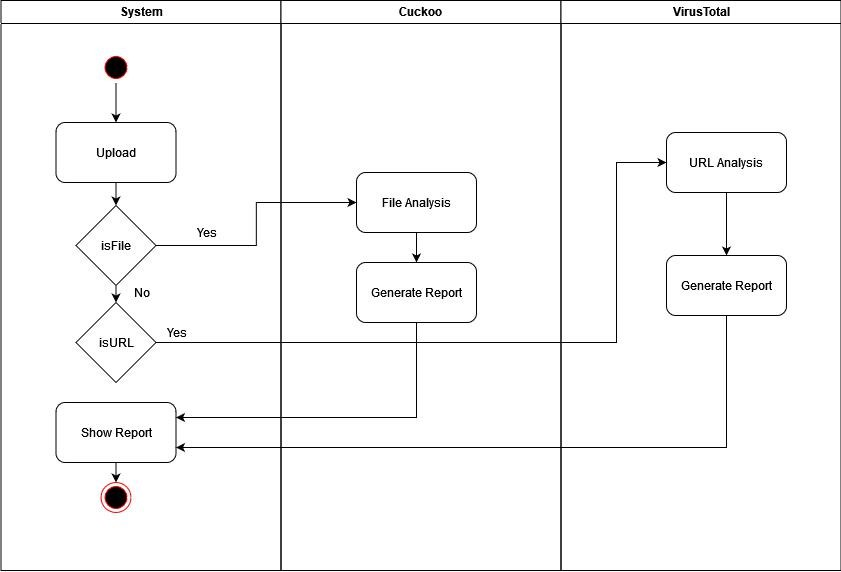 System
Cuckoo
VirusTotal
Upload
URL Analysis
File Analysis
Yes
isFile
Generate Report
Generate Report
No
Yes
isURL
Show Report